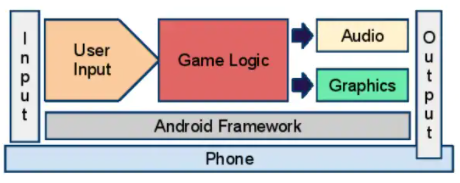 Input
User
Input
Game Logic
Audio
Graphics
Output
Android Framework
Phone